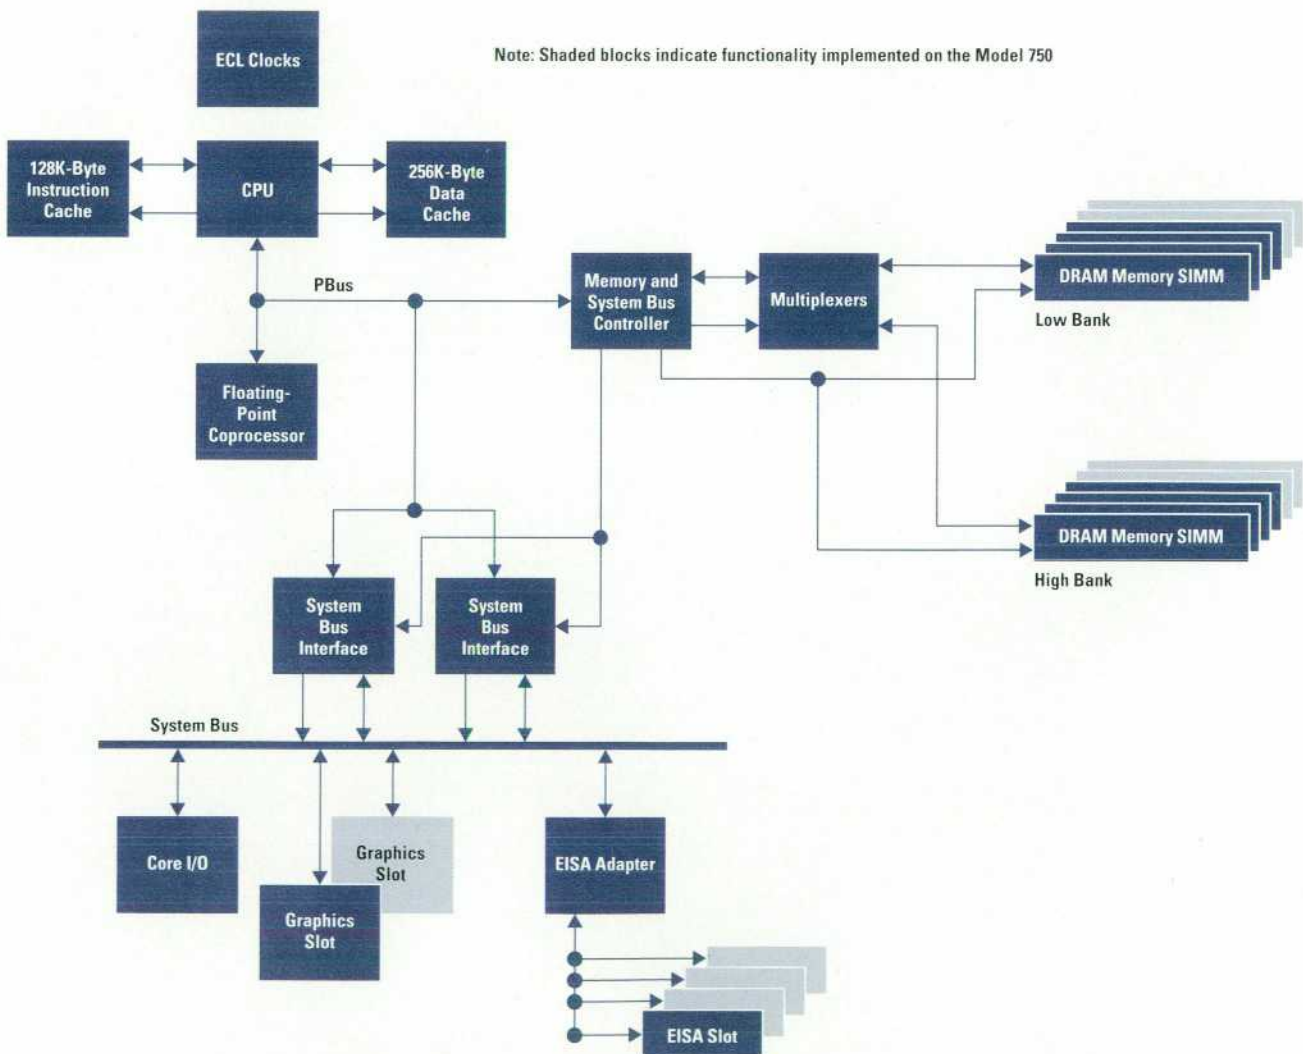 ECL Clocks
Note: Shaded blocks indicate functionality implemented on the Model 750
128K-Byte
Instruction
Cache
CPU
256K-Byte
Data
Cache
PBus
Memory and
System Bus
Controller
Multiplexers
DRAM Memory SIMM
Low Bank
Floating-
Point
Coprocessor
DRAM Memory SIMM
High Bank
System
Bus
Interface
System
Bus
Interface
System Bus
Core I/O
Graphics
Slot
Graphics
Slot
EISA Adapter
EISA Slot